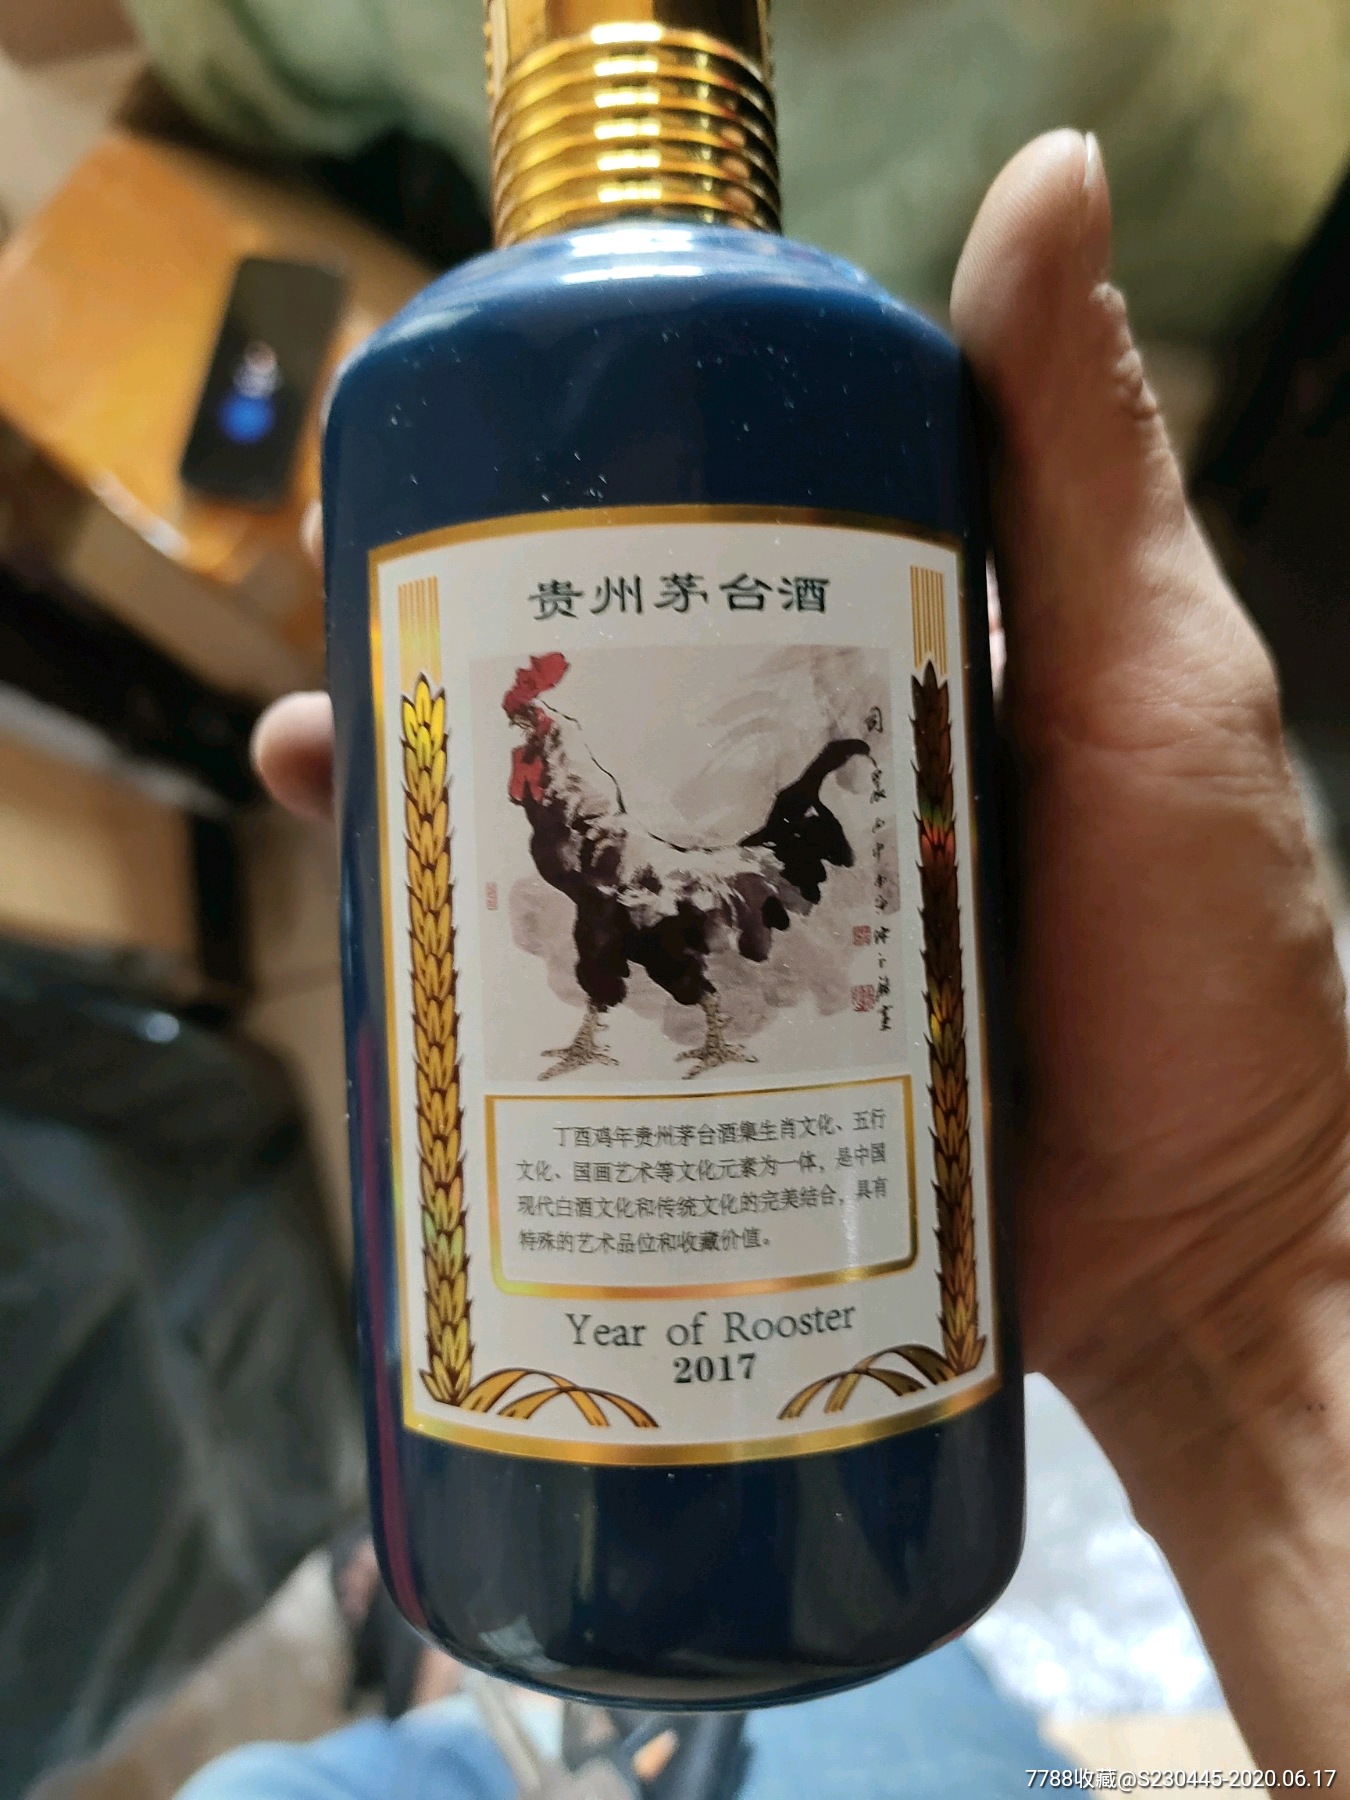 贵州茅台酒
丁酉鸡年贵州茅台酒集生肖文化、五行
文化、国画艺术等文化元素为一体，是中国
现代白酒文化和传统文化的完美结合，具有
特殊的艺术品位和收藏价值。
Year of Rooster
2017
7788收藏@S230445-2020.06.17